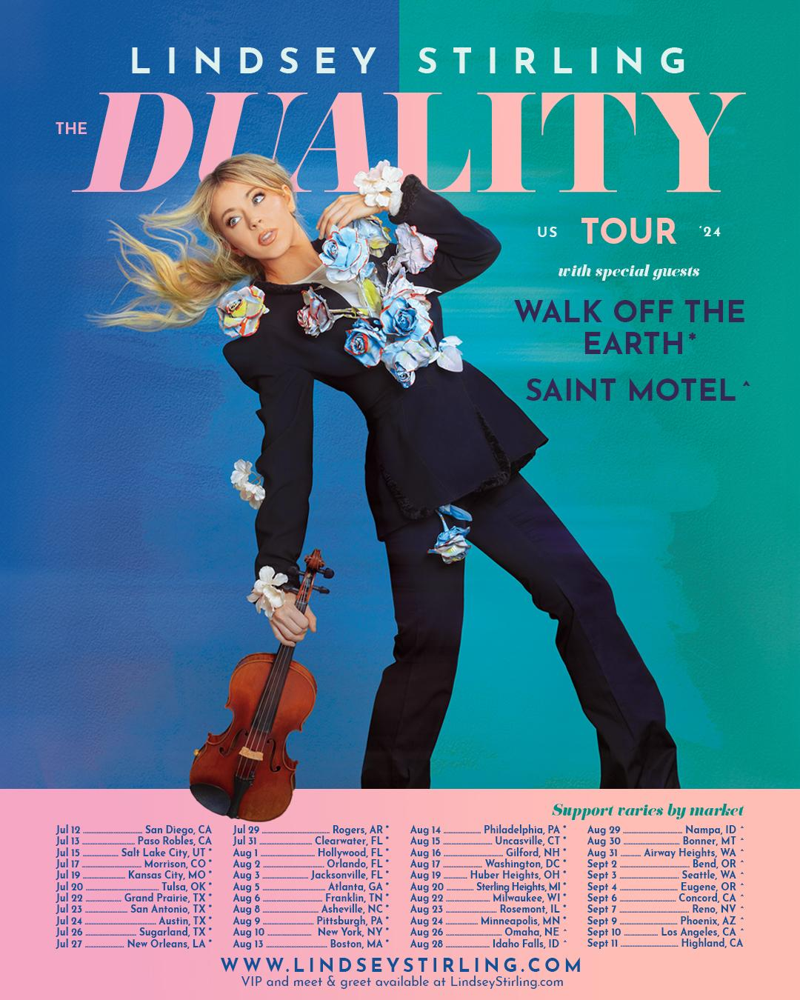 LINDSEY STIRLING
THE DUALITY
US TOUR '24
with special guests
WALK OFF THE
EARTH*
SAINT MOTEL^
Support varies by market
Jul 12 San Diego, CA
Jul 13 Paso Robles, CA
Jul 15 Salt Lake City, UT *
Jul 17 Morrison, CO *
Jul 19 Kansas City, MO *
Jul 20 Tulsa, OK *
Jul 22 Grand Prairie, TX *
Jul 23 San Antonio, TX *
Jul 24 Austin, TX *
Jul 26 Sugarland, TX *
Jul 27 New Orleans, LA *
Jul 29 Rogers, AR *
Jul 31 Clearwater, FL *
Aug 1 Hollywood, FL *
Aug 2 Orlando, FL *
Aug 3 Jacksonville, FL *
Aug 5 Atlanta, GA *
Aug 6 Franklin, TN *
Aug 8 Asheville, NC *
Aug 9 Pittsburgh, PA *
Aug 10 New York, NY *
Aug 13 Boston, MA *
Aug 14 Philadelphia, PA *
Aug 15 Uncasville, CT *
Aug 16 Gilford, NH *
Aug 17 Washington, DC *
Aug 19 Huber Heights, OH *
Aug 20 Sterling Heights, MI *
Aug 22 Milwaukee, WI *
Aug 23 Rosemont, IL *
Aug 24 Minneapolis, MN *
Aug 26 Omaha, NE ^
Aug 28 Idaho Falls, ID ^
Aug 29 Nampa, ID ^
Aug 30 Bonner, MT ^
Aug 31 Airway Heights, WA ^
Sept 2 Bend, OR ^
Sept 3 Seattle, WA ^
Sept 4 Eugene, OR ^
Sept 6 Concord, CA ^
Sept 7 Reno, NV ^
Sept 9 Phoenix, AZ ^
Sept 10 Los Angeles, CA ^
Sept 11 Highland, CA
WWW.LINDSEYSTIRLING.COM
VIP and meet & greet available at LindseyStirling.com